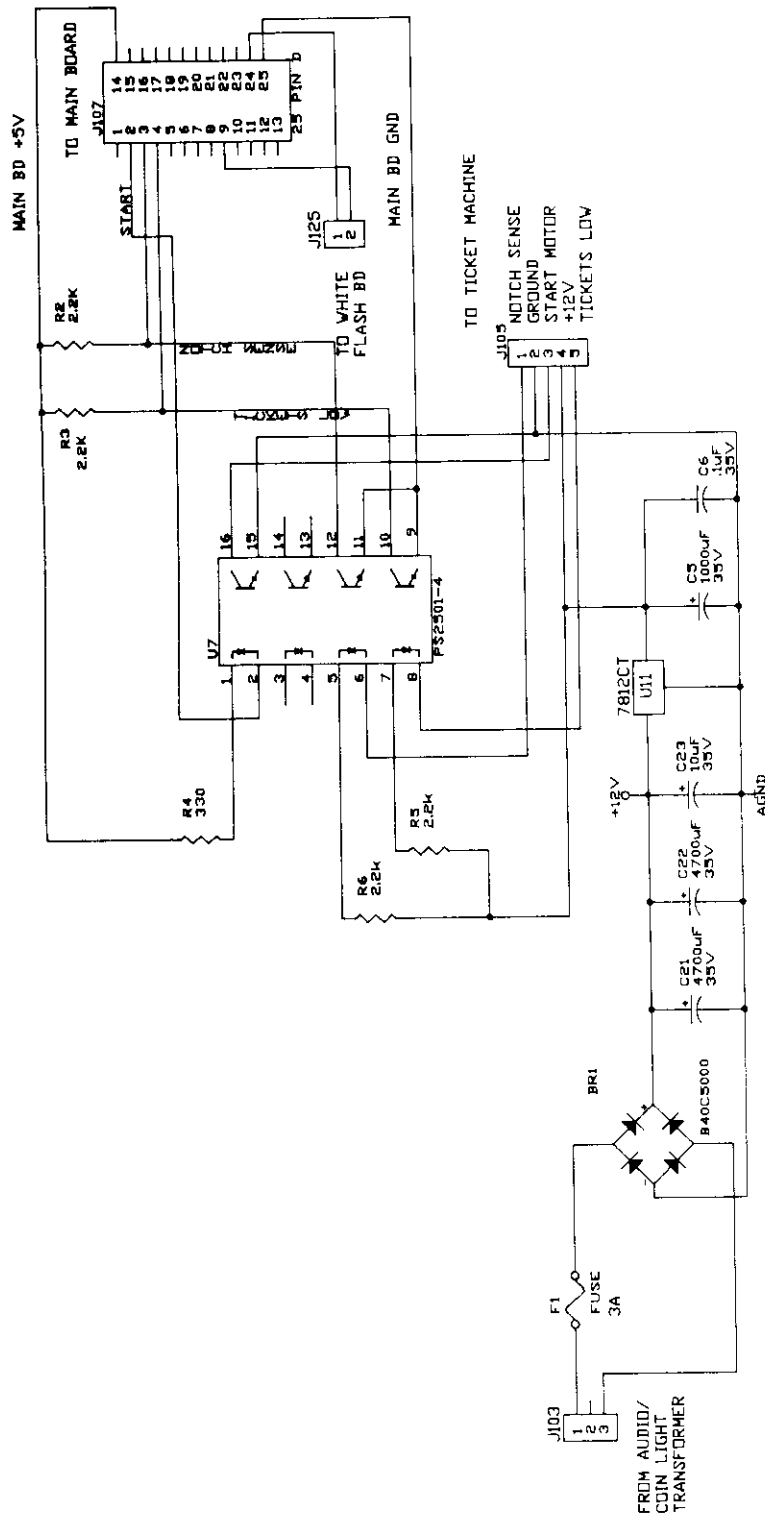 MAIN BD +5V
TO MAIN BOARD
J107
1
2
3
4
5
6
7
8
9
10
11
12
13
14
15
16
17
18
19
20
21
22
23
24
25
25 PIN D
START
R2
2.2K
R3
2.2K
J125
1
2
TO WHITE
FLASH BD
MAIN BD GND
TO TICKET MACHINE
J105
1
2
3
4
5
NOTCH SENSE
GROUND
START MOTOR
+12V
TICKETS LOW
U7
1
2
3
4
5
6
7
8
16
15
14
13
12
11
10
9
PS2501-4
R4
330
R5
2.2k
R6
2.2k
C6
.1uF
35V
C5
1000uF
35V
7812CT
U11
+12V
C23
10uF
35V
AGND
C22
4700uF
35V
C21
4700uF
35V
BR1
B40C5000
+
-
F1
FUSE
3A
J103
1
2
3
FROM AUDIO/
COIN LIGHT
TRANSFORMER